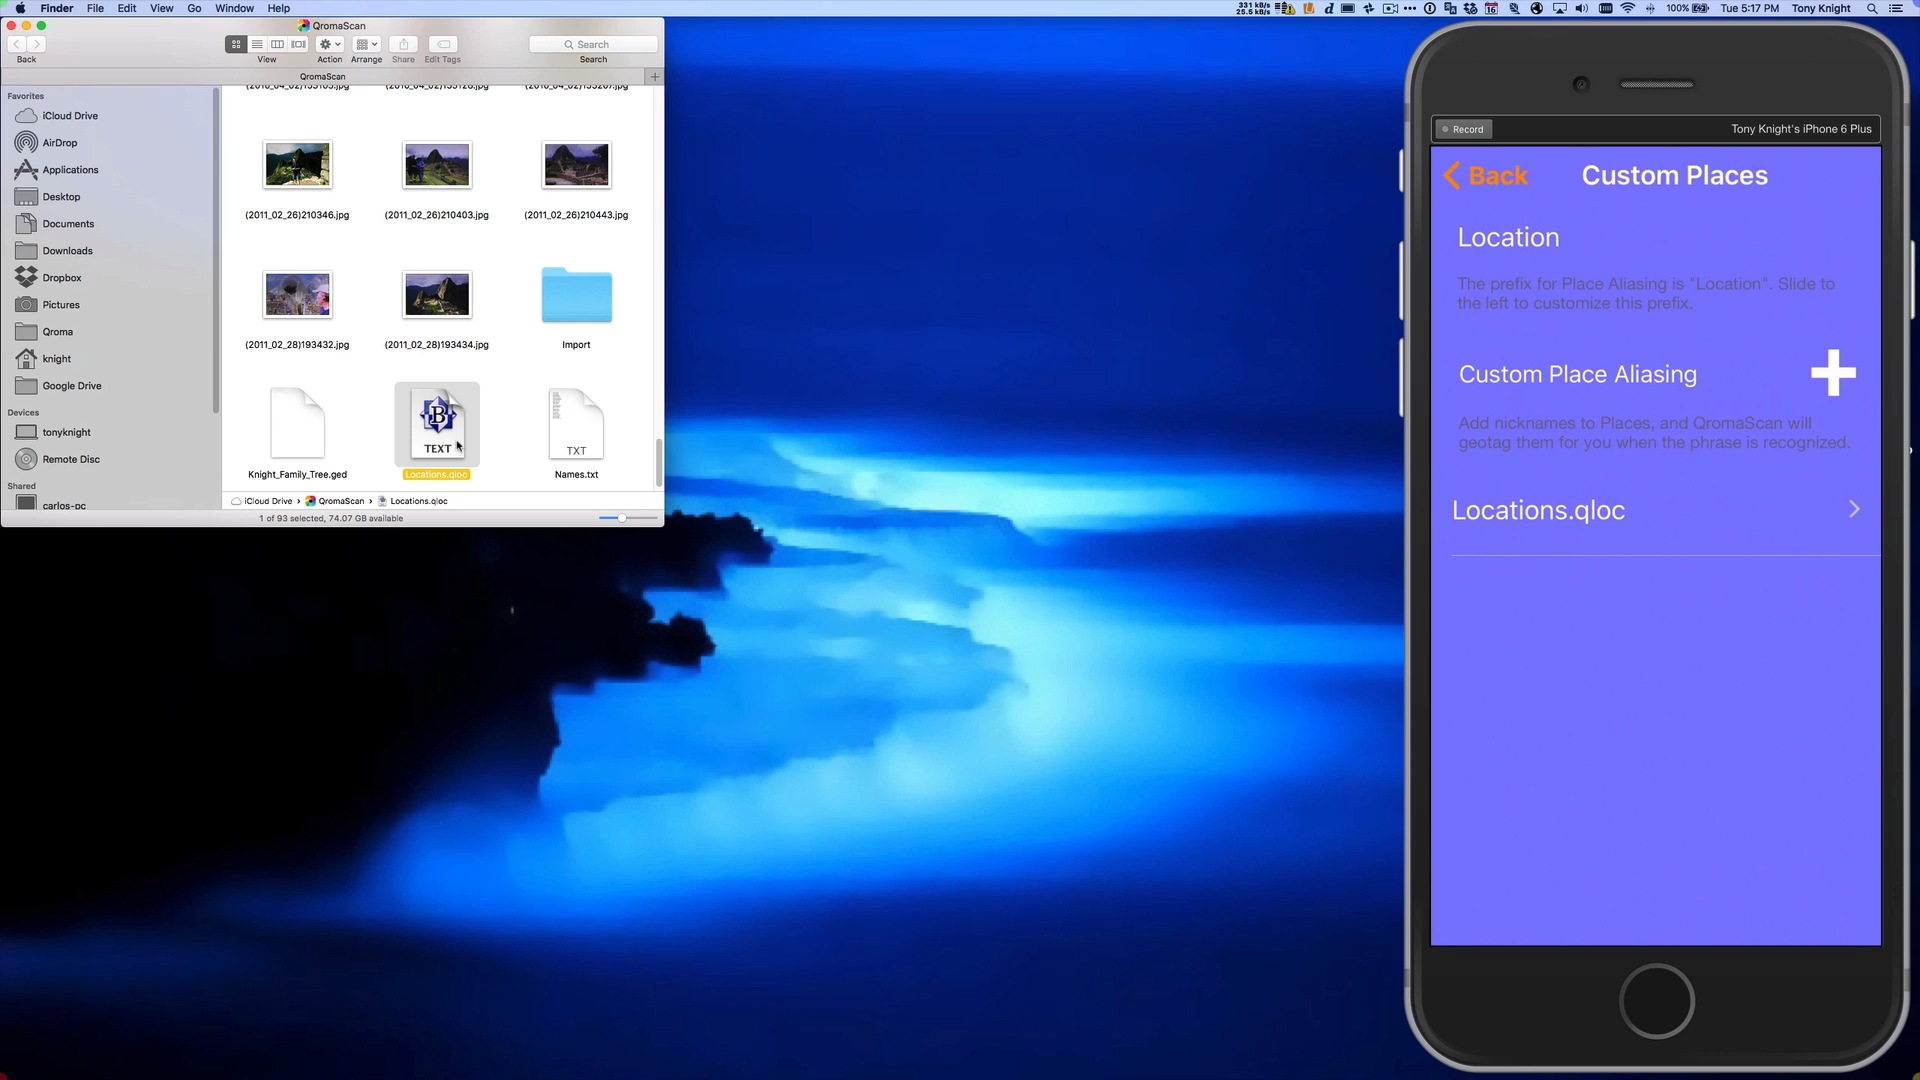 Finder File Edit View Go Window Help
331 kB/s
25.5 kB/s
16
100%
Tue 5:17 PM Tony Knight
QromaScan
Back View Action Arrange Share Edit Tags Search
Search
QromaScan
Favorites
iCloud Drive
AirDrop
Applications
Desktop
Documents
Downloads
Dropbox
Pictures
Qroma
knight
Google Drive
Devices
tonyknight
Remote Disc
Shared
carlos-pc
(2011_02_26)210346.jpg (2011_02_26)210403.jpg (2011_02_26)210443.jpg
(2011_02_28)193432.jpg (2011_02_28)193434.jpg Import
B
TEXT
TXT
Knight_Family_Tree.ged Locations.qloc Names.txt
iCloud Drive › QromaScan › Locations.qloc
1 of 93 selected, 74.07 GB available
Record
Tony Knight's iPhone 6 Plus
Back
Custom Places
Location
The prefix for Place Aliasing is "Location". Slide to
the left to customize this prefix.
Custom Place Aliasing
Add nicknames to Places, and QromaScan will
geotag them for you when the phrase is recognized.
Locations.qloc